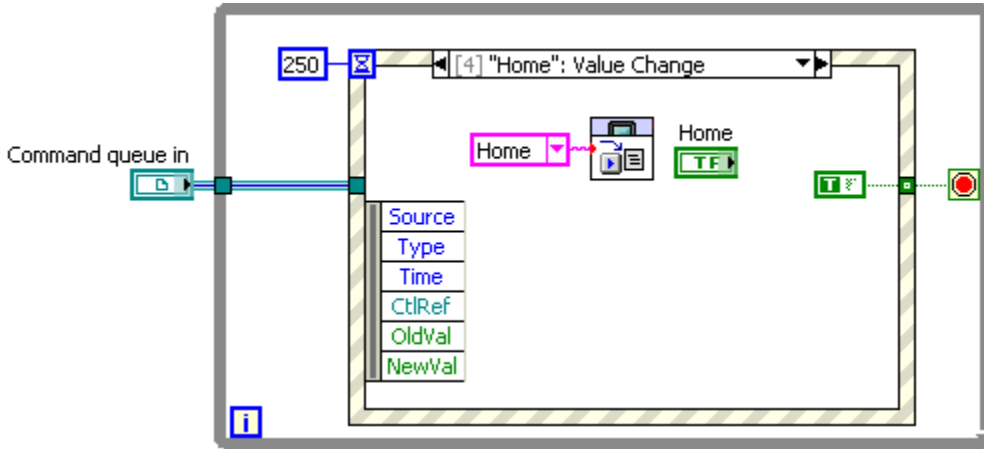 250
[4] "Home": Value Change
Command queue in
Home
Home
TF
T F
Source
Type
Time
CtlRef
OldVal
NewVal
i